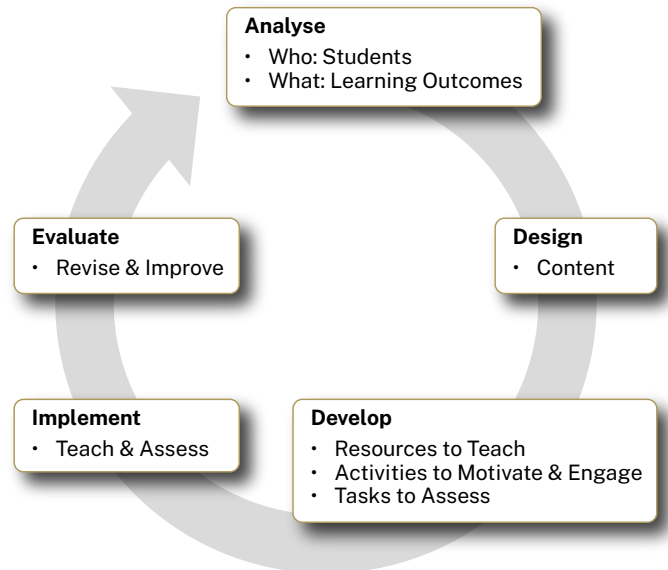 Analyse
• Who: Students
• What: Learning Outcomes
Design
• Content
Develop
• Resources to Teach
• Activities to Motivate & Engage
• Tasks to Assess
Implement
• Teach & Assess
Evaluate
• Revise & Improve